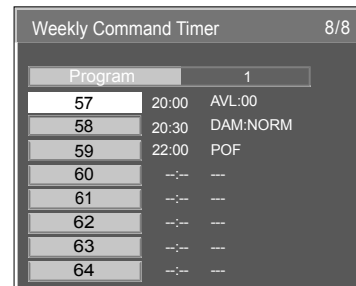 Weekly Command Timer 8/8
Program 1
57 20:00 AVL:00
58 20:30 DAM:NORM
59 22:00 POF
60 --:-- ---
61 --:-- ---
62 --:-- ---
63 --:-- ---
64 --:-- ---